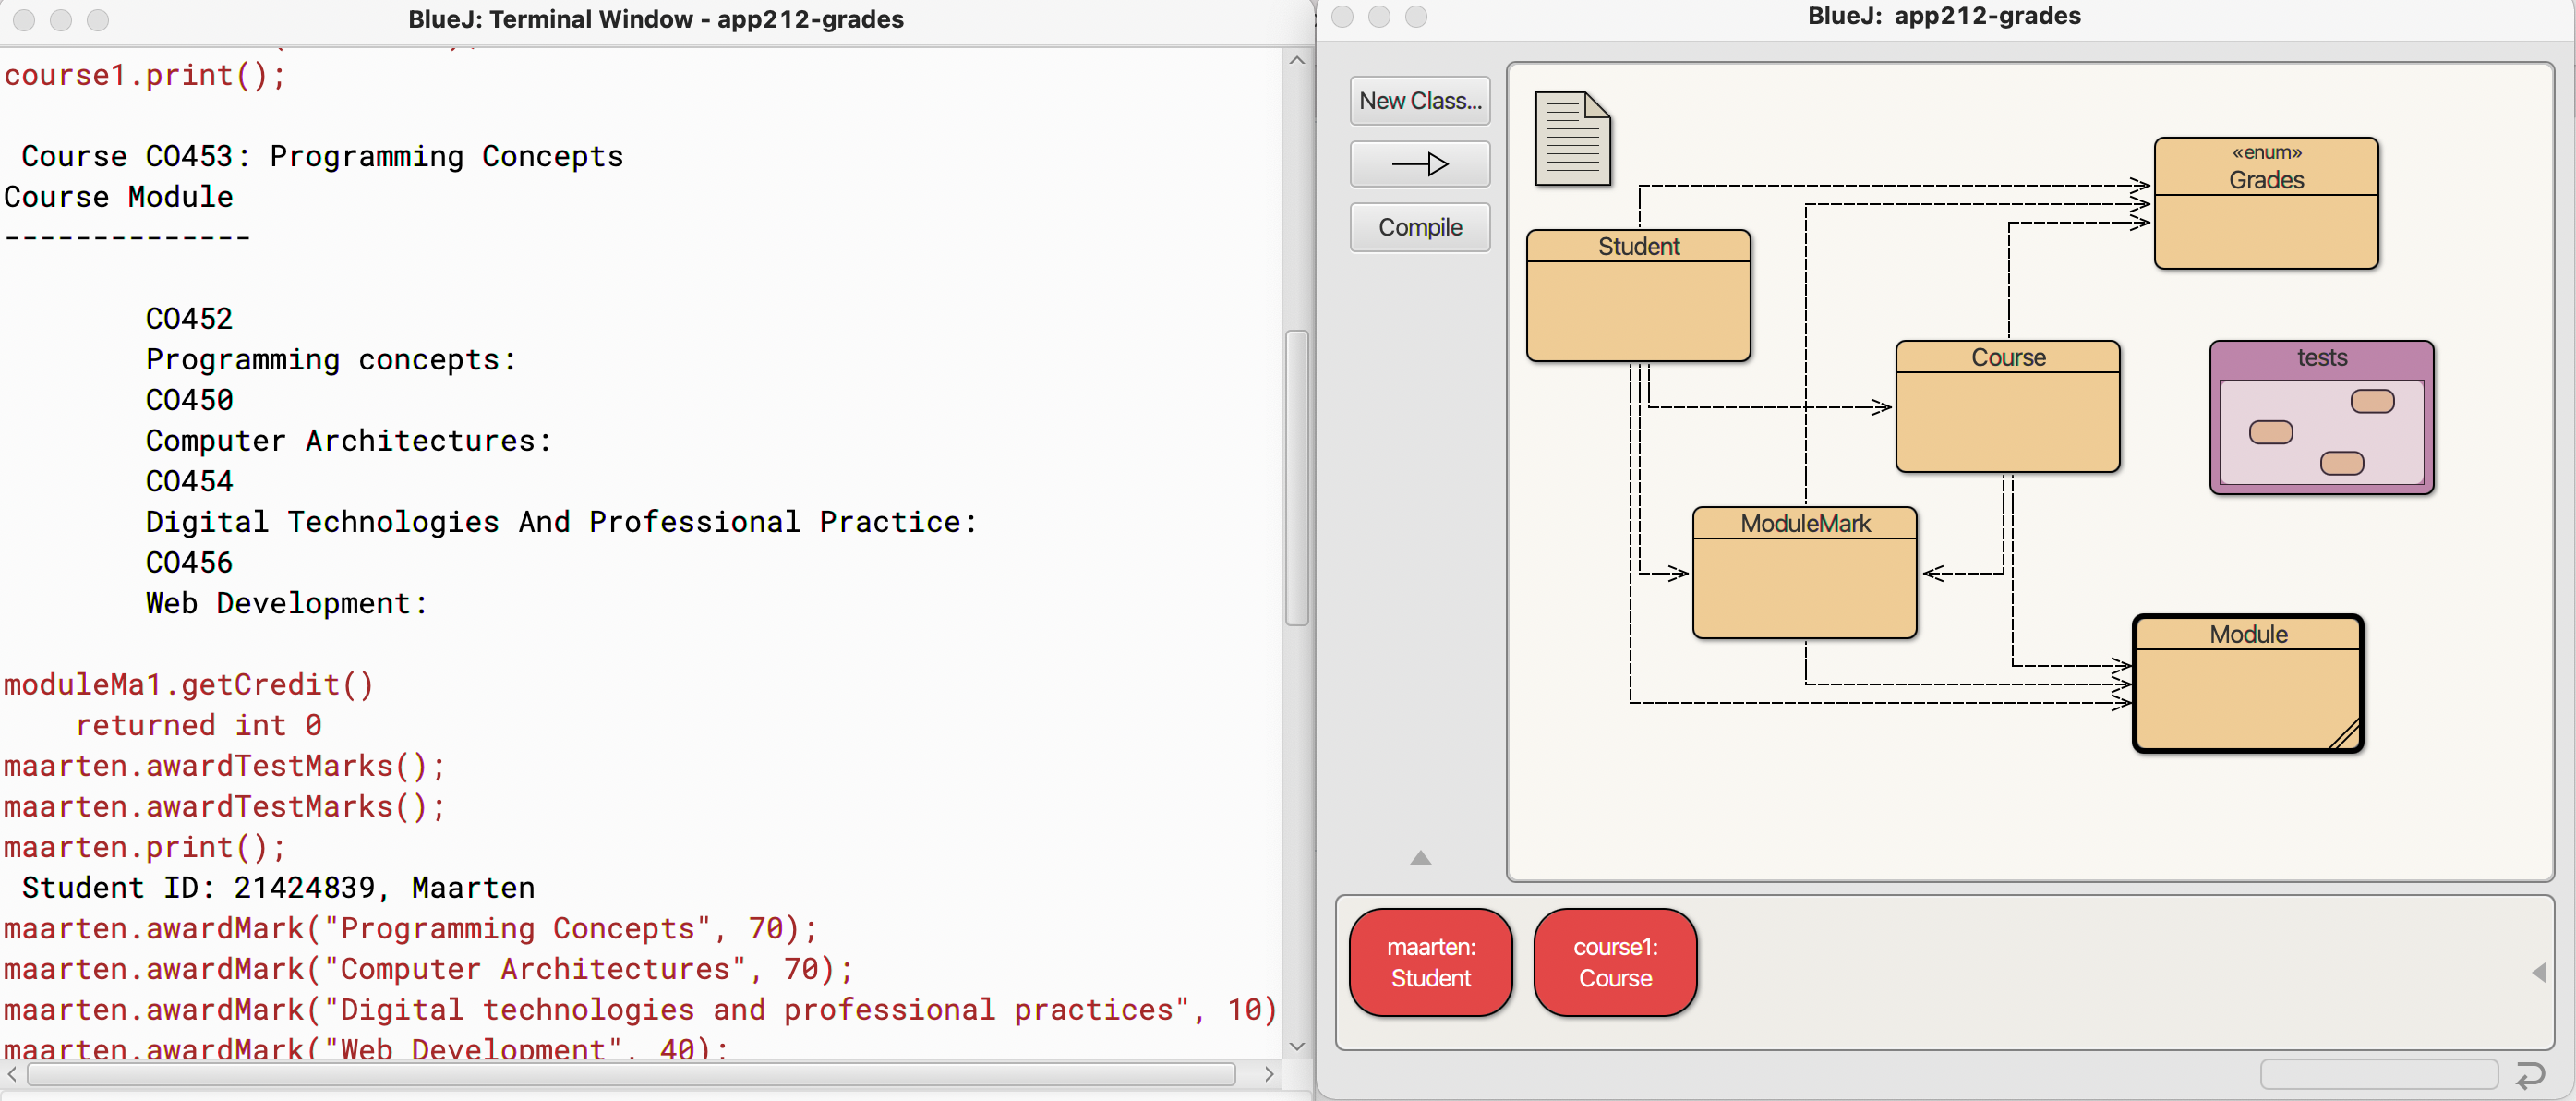 BlueJ: Terminal Window - app212-grades
course1.print();
 Course CO453: Programming Concepts
Course Module
--------------
CO452
Programming concepts:
CO450
Computer Architectures:
CO454
Digital Technologies And Professional Practice:
CO456
Web Development:
moduleMa1.getCredit()
    returned int 0
maarten.awardTestMarks();
maarten.awardTestMarks();
maarten.print();
 Student ID: 21424839, Maarten
maarten.awardMark("Programming Concepts", 70);
maarten.awardMark("Computer Architectures", 70);
maarten.awardMark("Digital technologies and professional practices", 10)
maarten.awardMark("Web Development", 40);
BlueJ: app212-grades
New Class...
Compile
«enum»
Grades
Student
Course
tests
ModuleMark
Module
maarten:
Student
course1:
Course